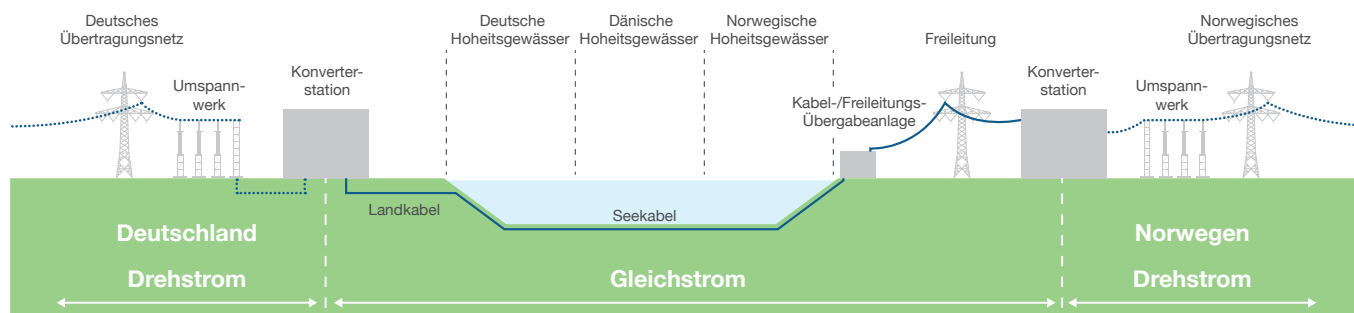 Deutsches
Übertragungsnetz
Umspann-
werk
Konverter-
station
Deutsche
Hoheitsgewässer
Dänische
Hoheitsgewässer
Norwegische
Hoheitsgewässer
Kabel-/Freileitungs-
Übergabeanlage
Freileitung
Konverter-
station
Umspann-
werk
Norwegisches
Übertragungsnetz
Landkabel
Seekabel
Deutschland
Norwegen
Drehstrom
Gleichstrom
Drehstrom